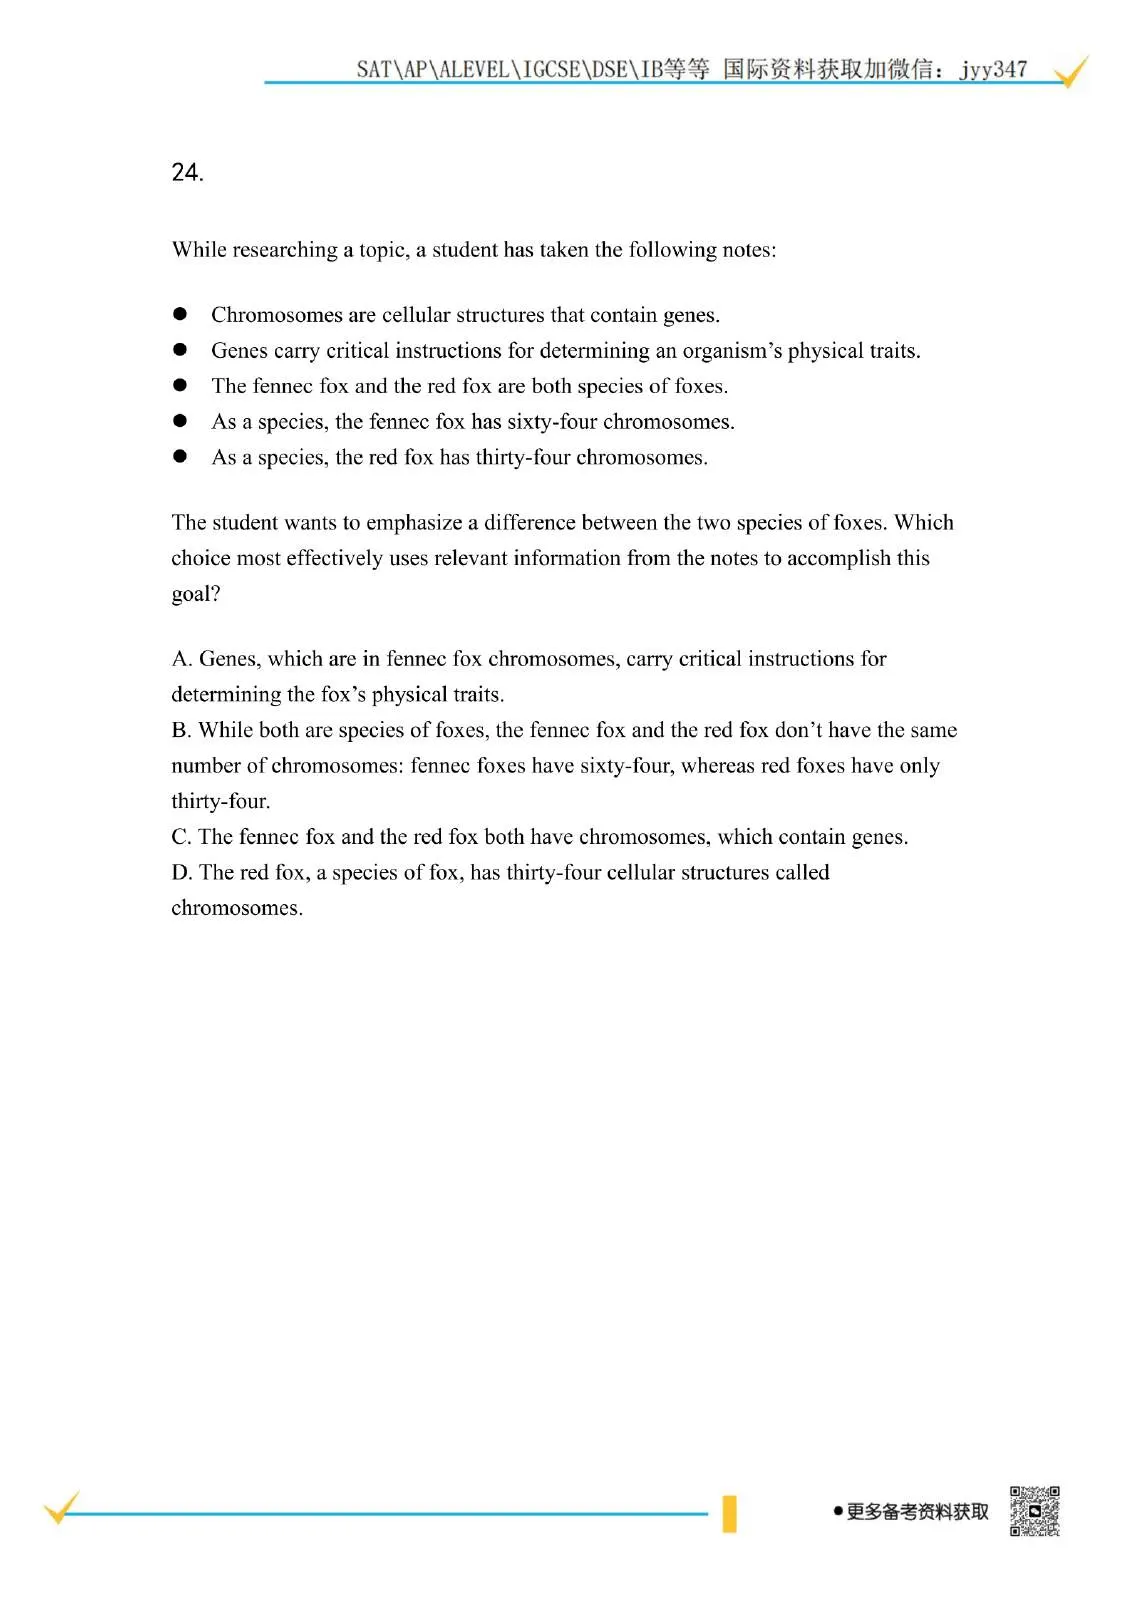 SAT\AP\ALEVEL\IGCSE\DSE\IB等等 国际资料获取加微信：jyy347
24.
While researching a topic, a student has taken the following notes:
● Chromosomes are cellular structures that contain genes.
● Genes carry critical instructions for determining an organism’s physical traits.
● The fennec fox and the red fox are both species of foxes.
● As a species, the fennec fox has sixty-four chromosomes.
● As a species, the red fox has thirty-four chromosomes.
The student wants to emphasize a difference between the two species of foxes. Which
choice most effectively uses relevant information from the notes to accomplish this
goal?
A. Genes, which are in fennec fox chromosomes, carry critical instructions for
determining the fox’s physical traits.
B. While both are species of foxes, the fennec fox and the red fox don’t have the same
number of chromosomes: fennec foxes have sixty-four, whereas red foxes have only
thirty-four.
C. The fennec fox and the red fox both have chromosomes, which contain genes.
D. The red fox, a species of fox, has thirty-four cellular structures called
chromosomes.
●更多备考资料获取